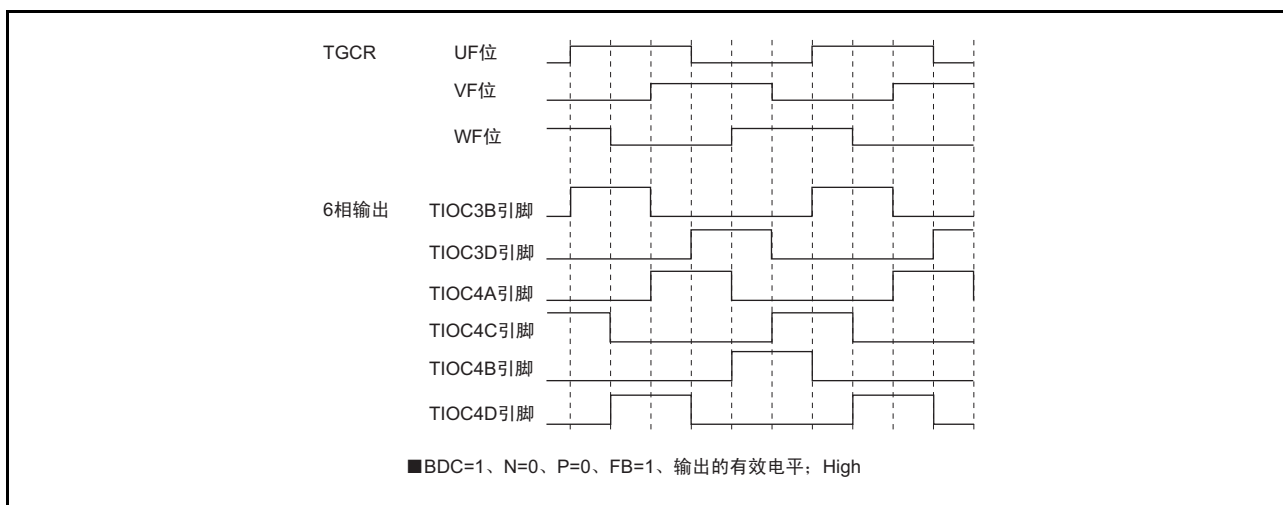 TGCR UF位
VF位
WF位
6相输出 TIOC3B引脚
TIOC3D引脚
TIOC4A引脚
TIOC4C引脚
TIOC4B引脚
TIOC4D引脚
■BDC=1、N=0、P=0、FB=1、输出的有效电平；High